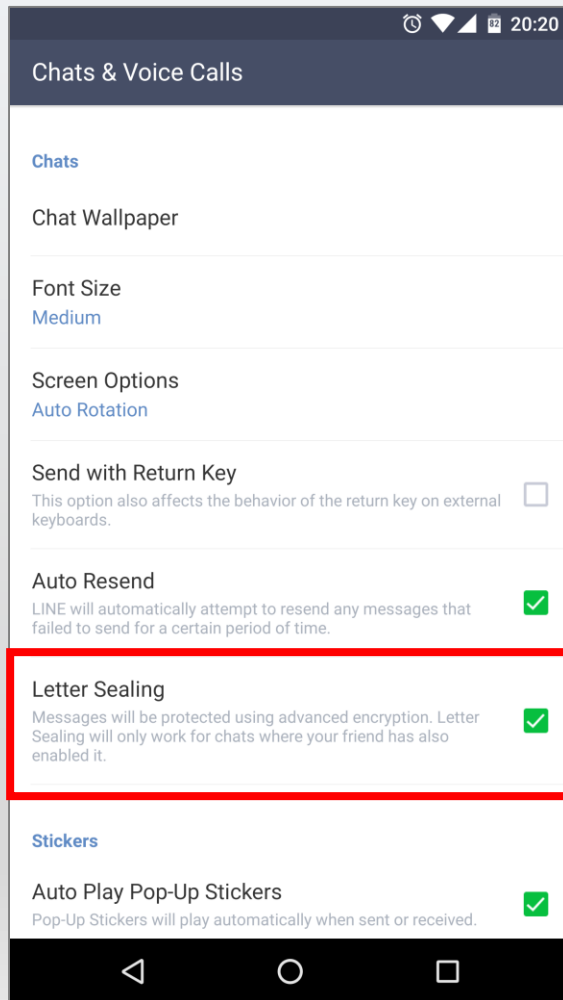 82 20:20
Chats & Voice Calls
Chats
Chat Wallpaper
Font Size
Medium
Screen Options
Auto Rotation
Send with Return Key
This option also affects the behavior of the return key on external
keyboards.
Auto Resend
LINE will automatically attempt to resend any messages that
failed to send for a certain period of time.
Letter Sealing
Messages will be protected using advanced encryption. Letter
Sealing will only work for chats where your friend has also
enabled it.
Stickers
Auto Play Pop-Up Stickers
Pop-Up Stickers will play automatically when sent or received.